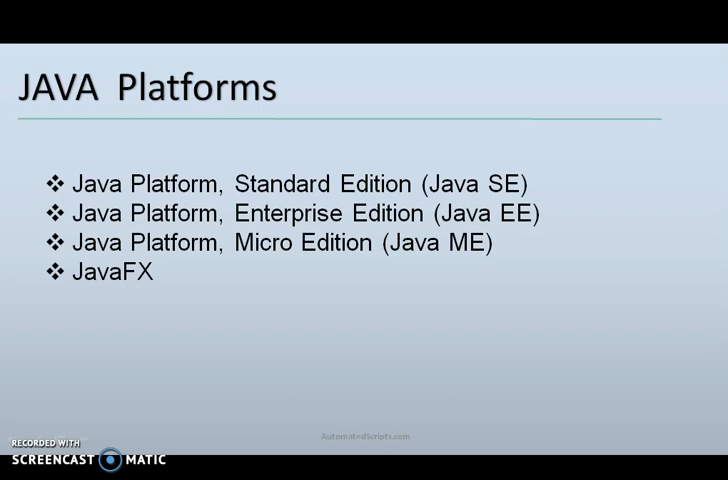 JAVA Platforms
❖ Java Platform, Standard Edition (Java SE)
❖ Java Platform, Enterprise Edition (Java EE)
❖ Java Platform, Micro Edition (Java ME)
❖ JavaFX
AutomatedScripts.com
RECORDED WITH
SCREENCAST MATIC